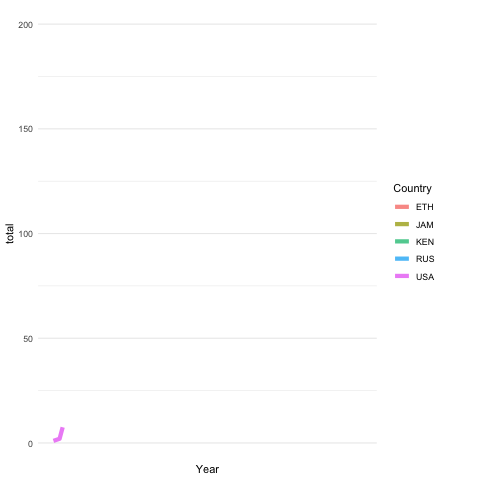 200
150
100
50
0
total
Year
Country
ETH
JAM
KEN
RUS
USA